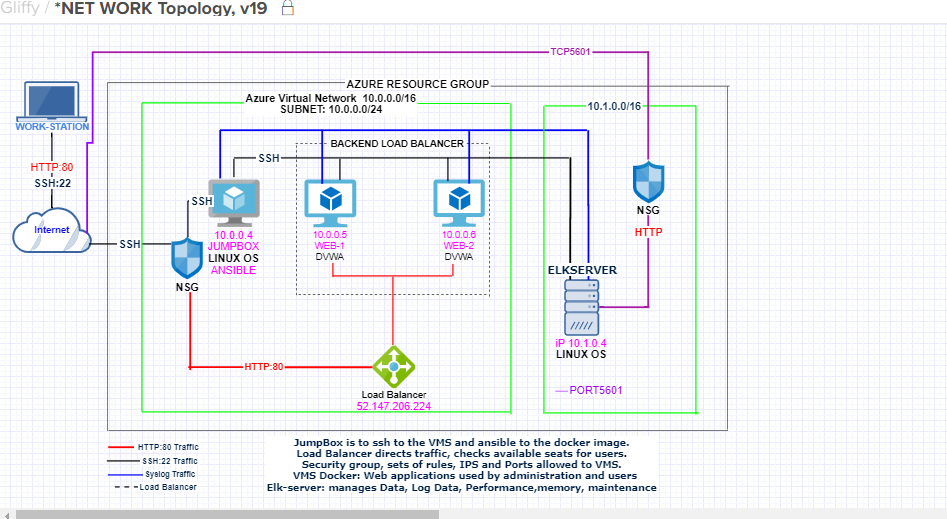 Gliffy / *NET WORK Topology, v19
TCP5601
AZURE RESOURCE GROUP
Azure Virtual Network 10.0.0.0/16
SUBNET: 10.0.0.0/24
10.1.0.0/16
WORK-STATION
HTTP:80
SSH:22
Internet
SSH
BACKEND LOAD BALANCER
SSH
SSH
10.0.0.4
JUMPBOX
LINUX OS
ANSIBLE
10.0.0.5
WEB-1
DVWA
10.0.0.6
WEB-2
DVWA
NSG
NSG
HTTP
ELKSERVER
iP 10.1.0.4
LINUX OS
PORT5601
HTTP:80
Load Balancer
52.147.206.224
HTTP:80 Traffic
SSH:22 Traffic
Syslog Traffic
Load Balancer
JumpBox is to ssh to the VMS and ansible to the docker image.
Load Balancer directs traffic, checks available seats for users.
Security group, sets of rules, IPS and Ports allowed to VMS.
VMS Docker: Web applications used by administration and users
Elk-server: manages Data, Log Data, Performance,memory, maintenance